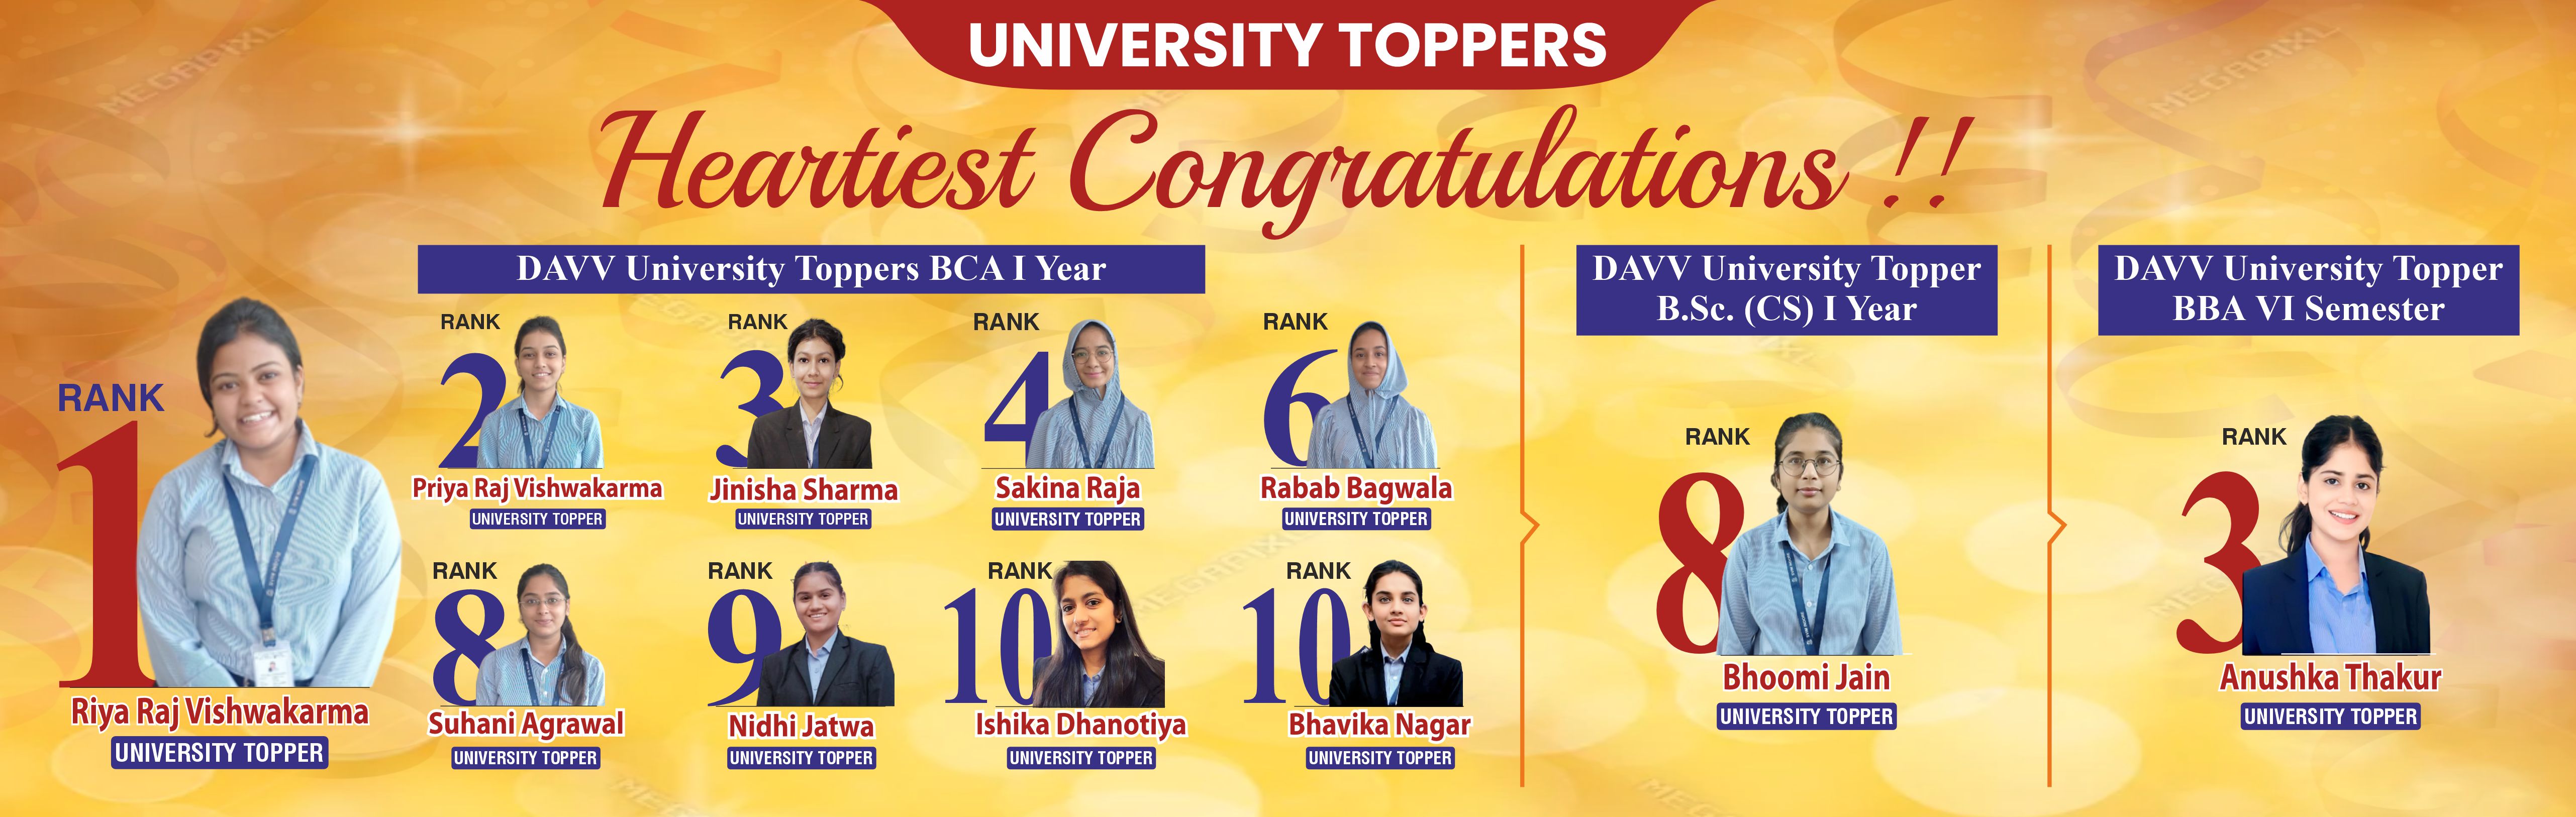 UNIVERSITY TOPPERS
Heartiest Congratulations !!
DAVV University Toppers BCA I Year
RANK
1
Riya Raj Vishwakarma
UNIVERSITY TOPPER
RANK
2
Priya Raj Vishwakarma
UNIVERSITY TOPPER
RANK
3
Jinisha Sharma
UNIVERSITY TOPPER
RANK
4
Sakina Raja
UNIVERSITY TOPPER
RANK
6
Rabab Bagwala
UNIVERSITY TOPPER
RANK
8
Suhani Agrawal
UNIVERSITY TOPPER
RANK
9
Nidhi Jatwa
UNIVERSITY TOPPER
RANK
10
Ishika Dhanotiya
UNIVERSITY TOPPER
RANK
10
Bhavika Nagar
UNIVERSITY TOPPER
DAVV University Topper
B.Sc. (CS) I Year
RANK
8
Bhoomi Jain
UNIVERSITY TOPPER
DAVV University Topper
BBA VI Semester
RANK
3
Anushka Thakur
UNIVERSITY TOPPER
MEGAPIXL
MEGAPIXL